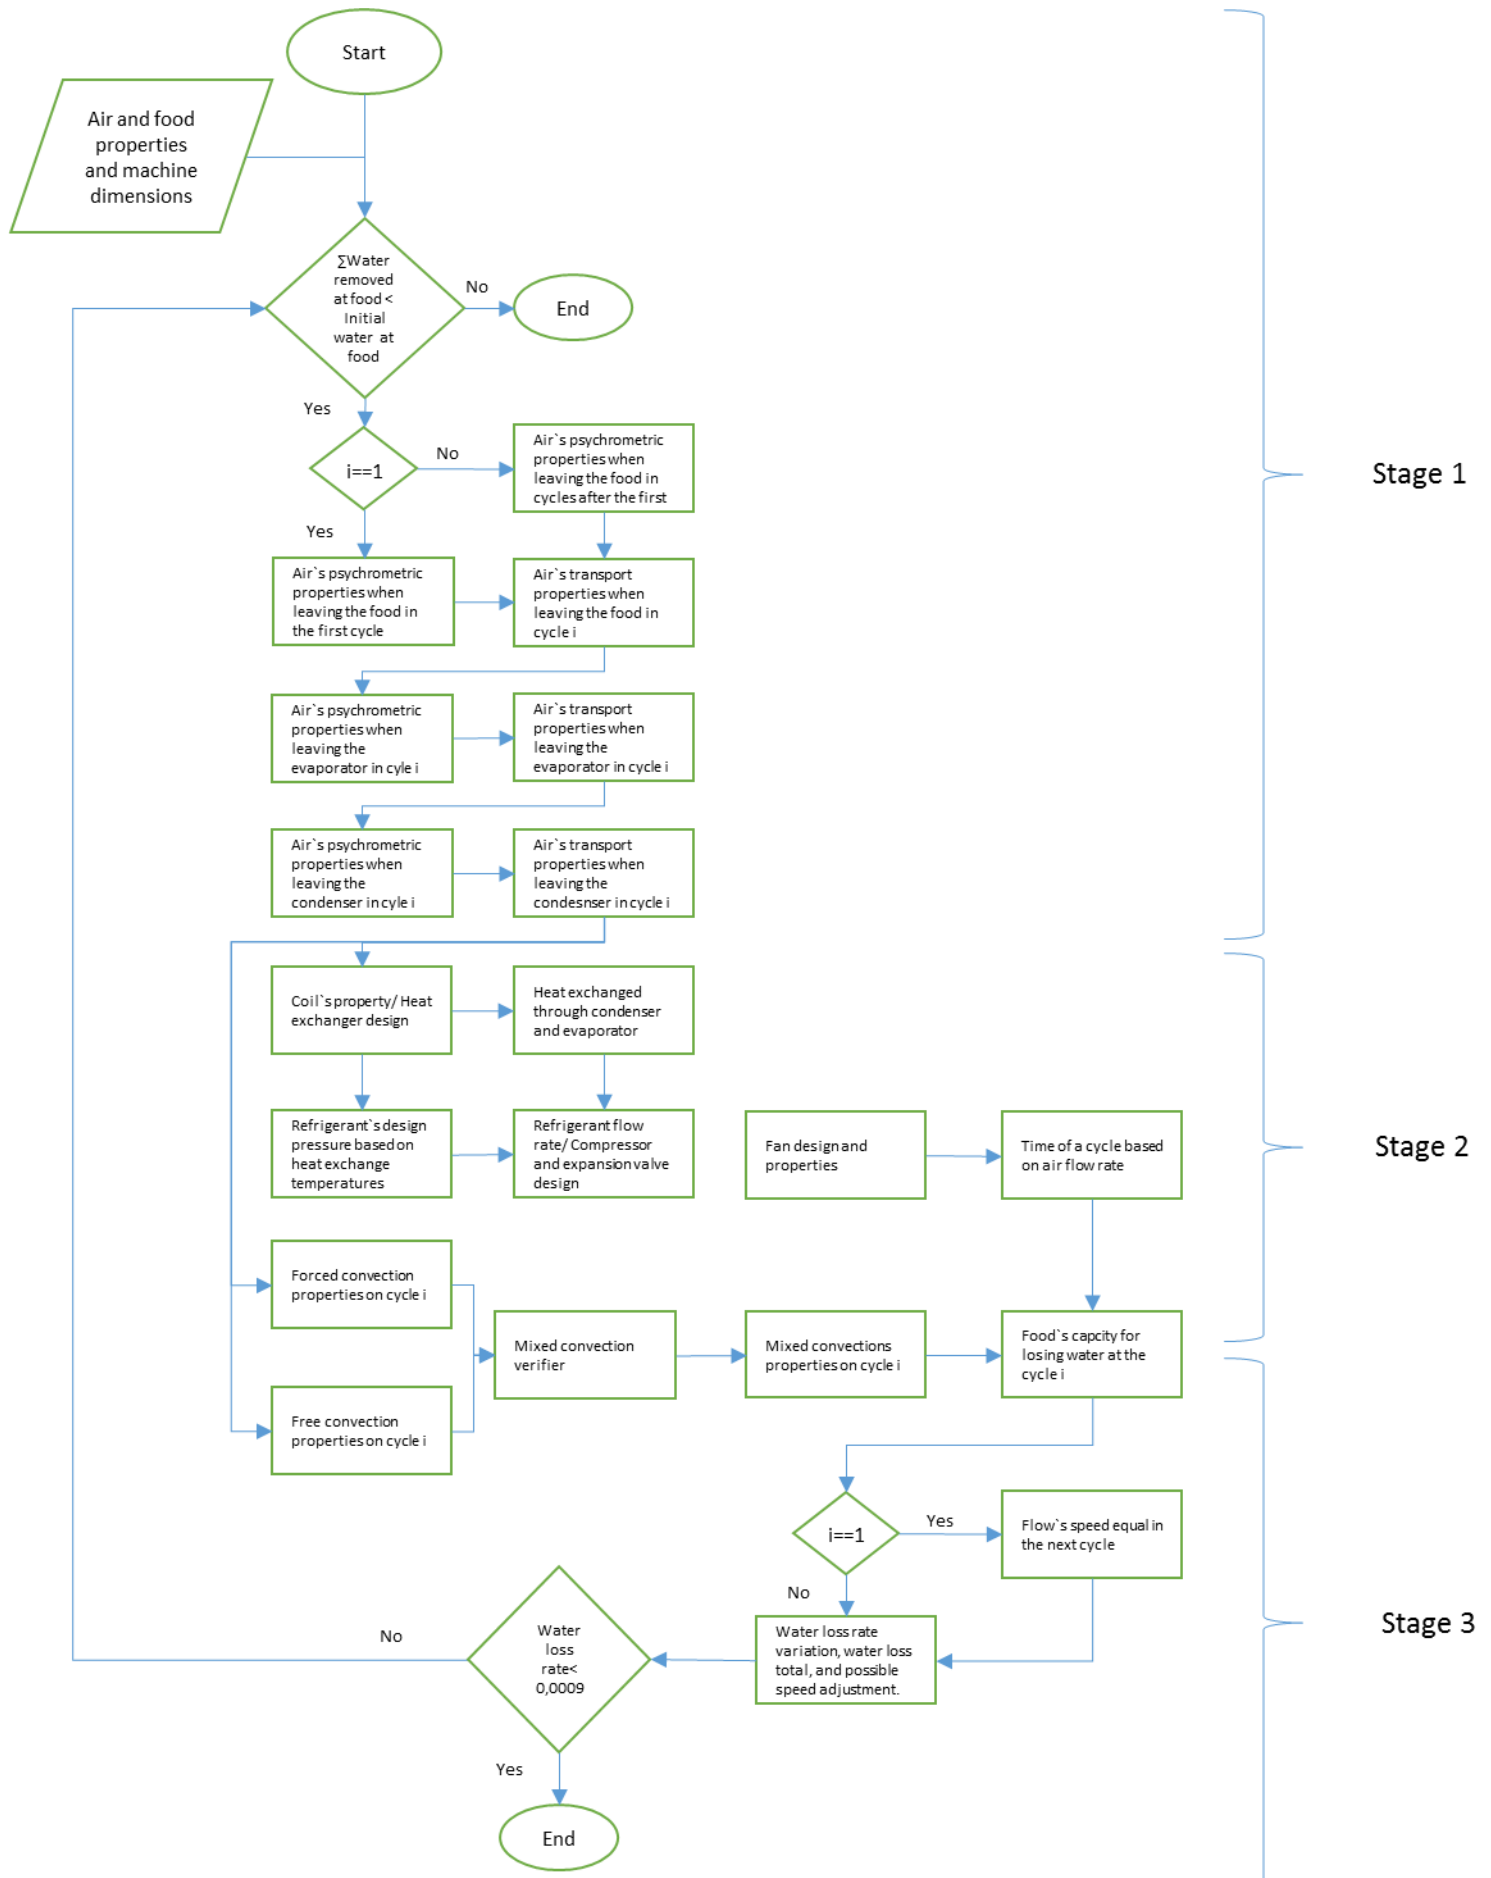 Start
Air and food
properties
and machine
dimensions
∑Water
removed
at food <
Initial
water at
food
No
End
Yes
i==1
No
Air`s psychrometric
properties when
leaving the food in
cycles after the first
Yes
Air`s psychrometric
properties when
leaving the food in
the first cycle
Air`s transport
properties when
leaving the food in
cycle i
Stage 1
Air`s psychrometric
properties when
leaving the
evaporator in cyle i
Air`s transport
properties when
leaving the
evaporator in cycle i
Air`s psychrometric
properties when
leaving the
condenser in cyle i
Air`s transport
properties when
leaving the
condesnser in cycle i
Coil`s property/ Heat
exchanger design
Heat exchanged
through condenser
and evaporator
Refrigerant`s design
pressure based on
heat exchange
temperatures
Refrigerant flow
rate/ Compressor
and expansion valve
design
Fan design and
properties
Time of a cycle based
on air flow rate
Stage 2
Forced convection
properties on cycle i
Free convection
properties on cycle i
Mixed convection
verifier
Mixed convections
properties on cycle i
Food`s capcity for
losing water at the
cycle i
i==1
Yes
Flow`s speed equal in
the next cycle
No
Water loss rate
variation, water loss
total, and possible
speed adjustment.
Stage 3
Water
loss
rate<
0,0009
No
Yes
End